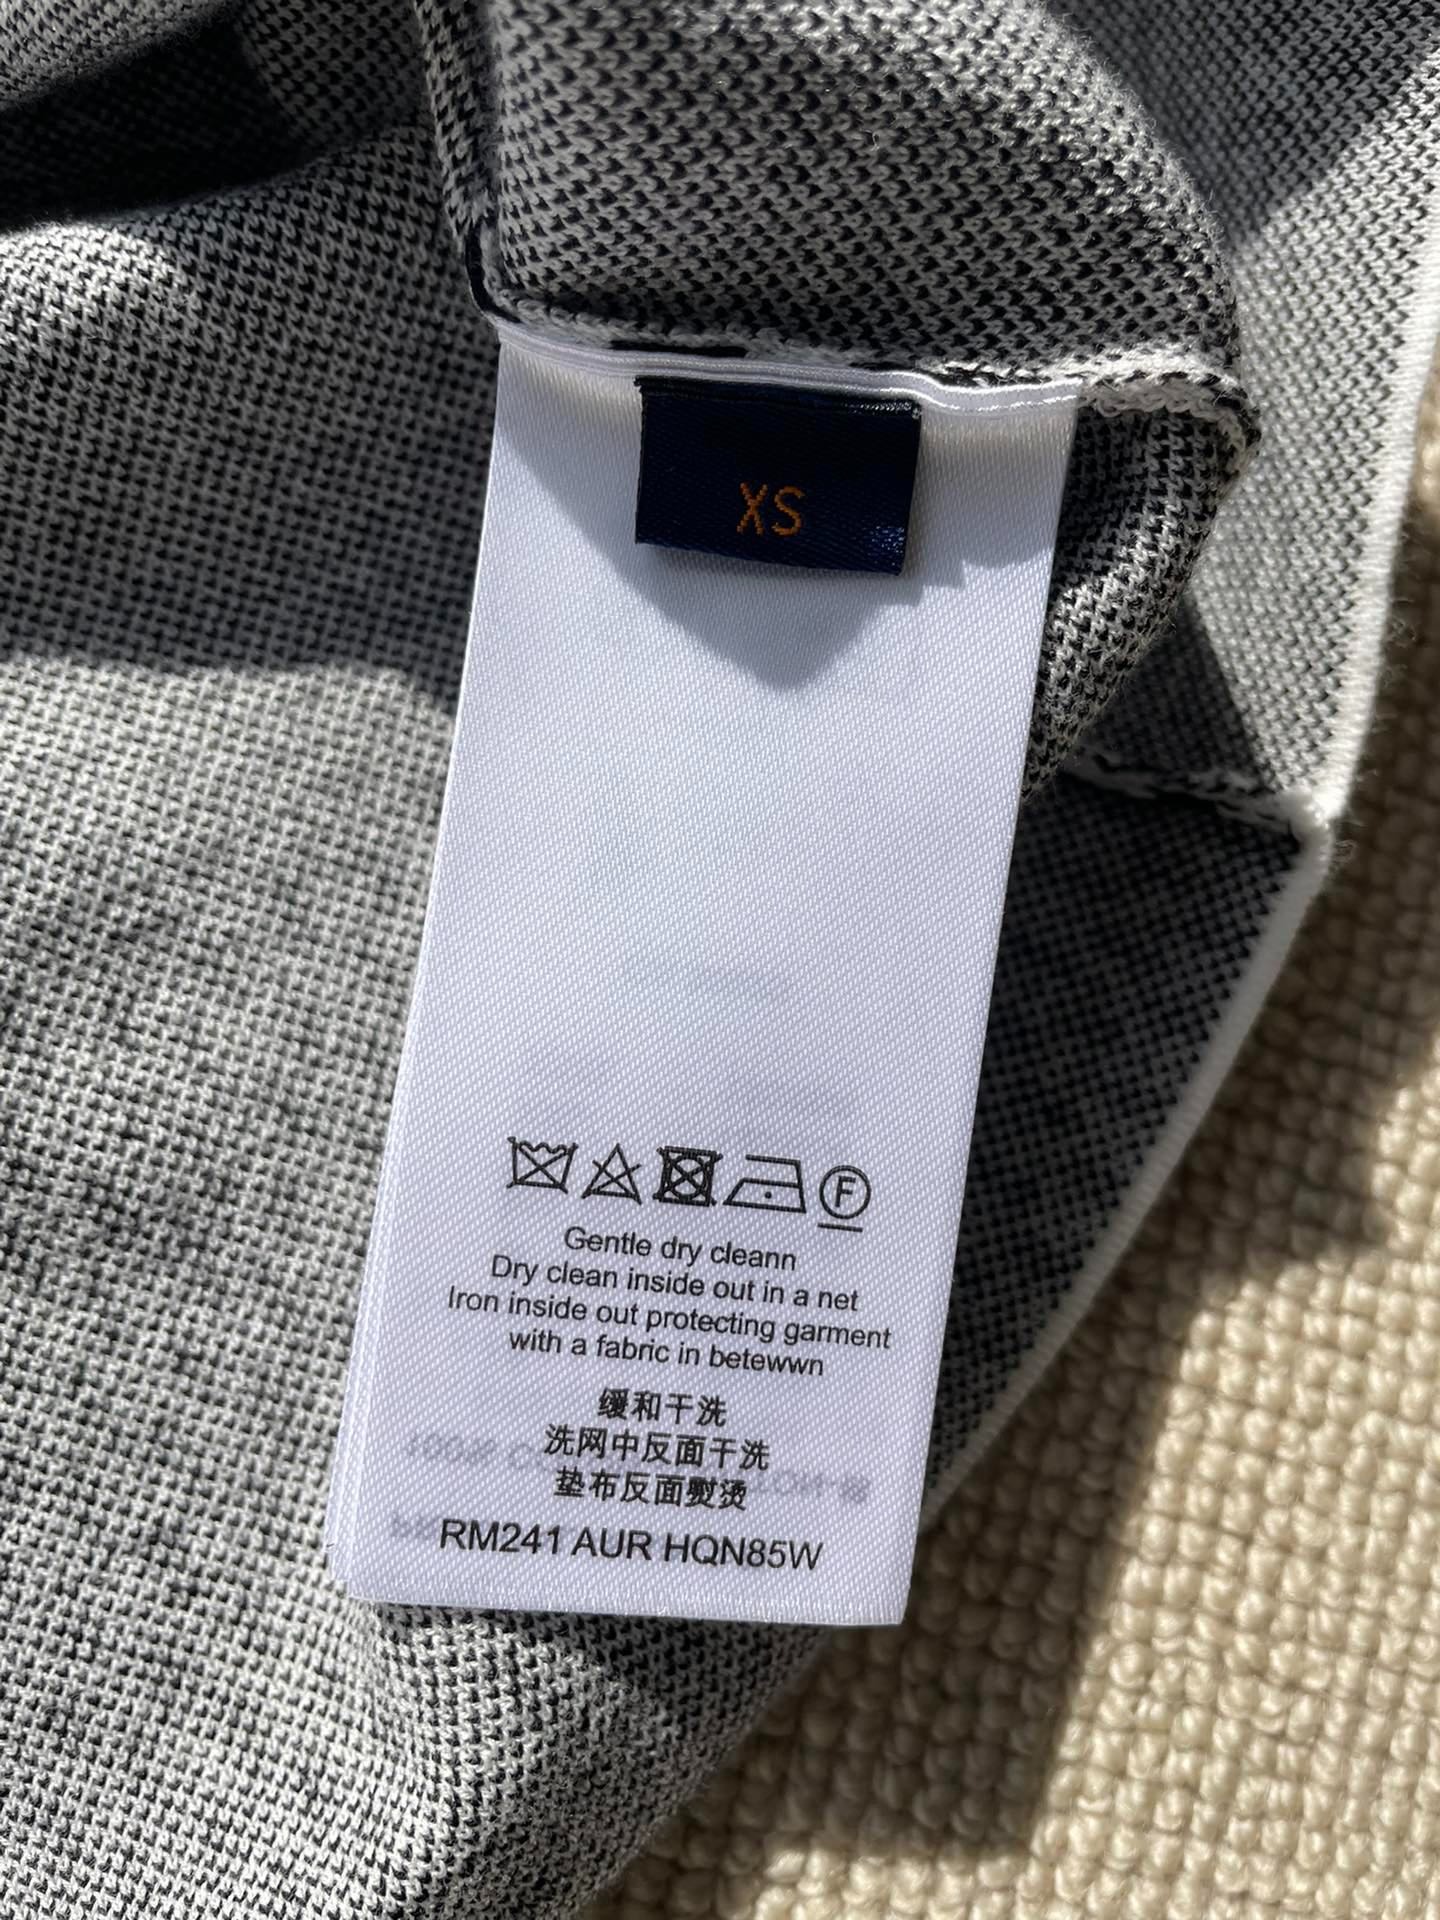 XS
F
Gentle dry cleann
Dry clean inside out in a net
Iron inside out protecting garment
with a fabric in betewwn
缓和干洗
洗网中反面干洗
垫布反面熨烫
RM241 AUR HQN85W